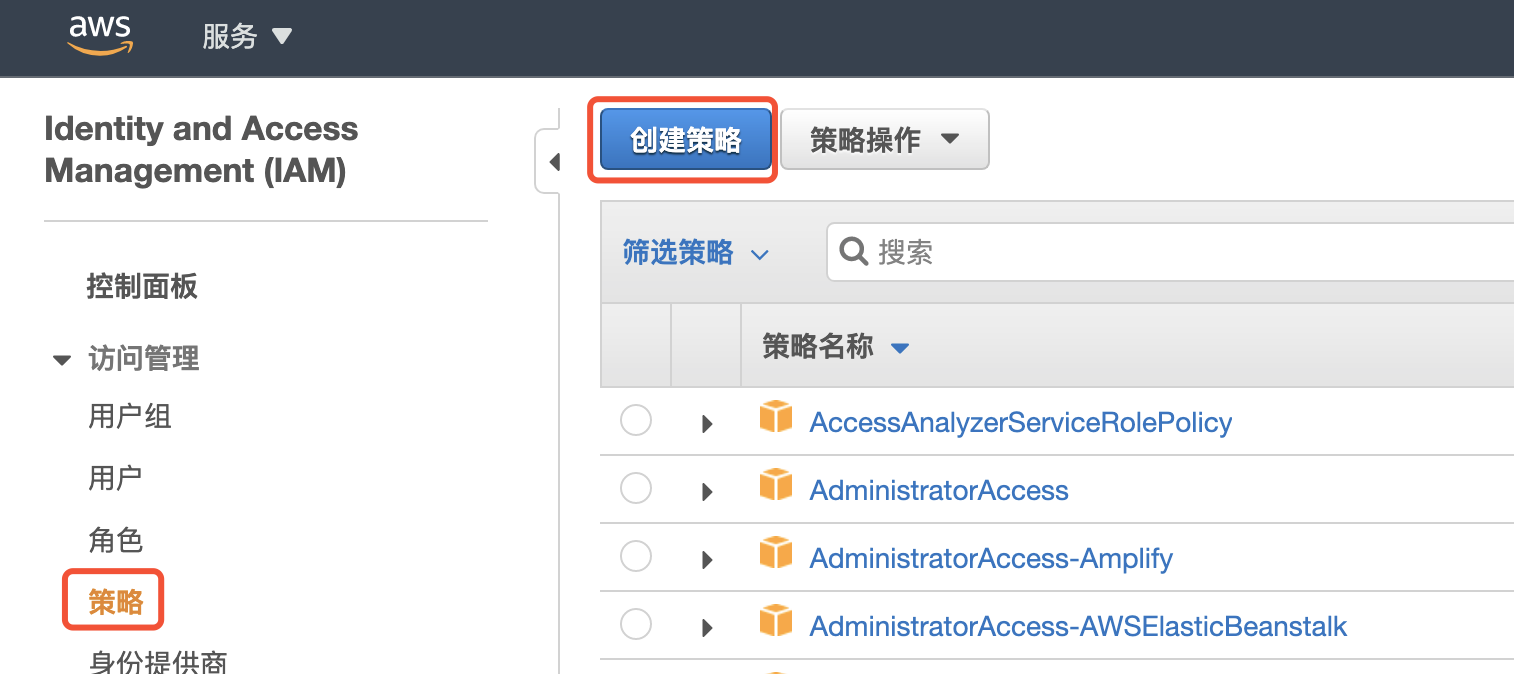 aws
服务
Identity and Access
Management (IAM)
控制面板
访问管理
用户组
用户
角色
策略
身份提供商
创建策略
策略操作
筛选策略
搜索
策略名称
AccessAnalyzerServiceRolePolicy
AdministratorAccess
AdministratorAccess-Amplify
AdministratorAccess-AWSElasticBeanstalk